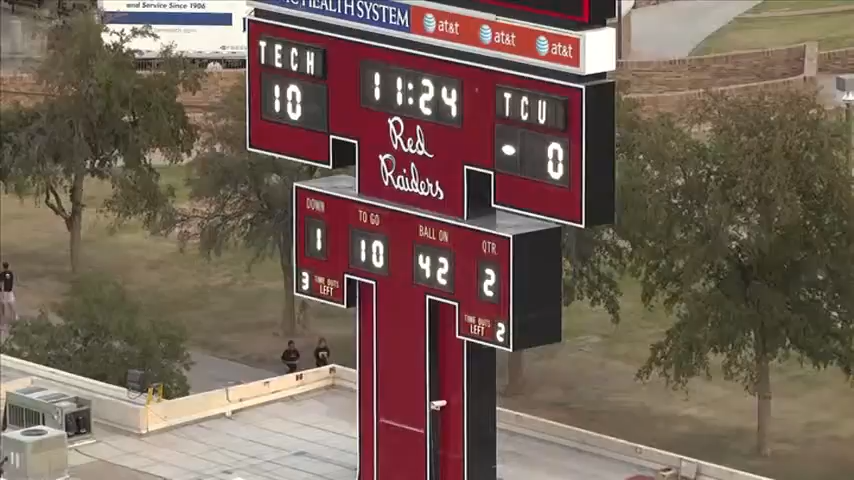 and Service Since 1906
HEALTH SYSTEM
at&t at&t at&t
TECH
10
11:24
TCU
0
Red
Raiders
DOWN
1
TO GO
10
BALL ON
42
QTR.
2
3 TIME OUTS
LEFT
TIME OUTS
LEFT 2